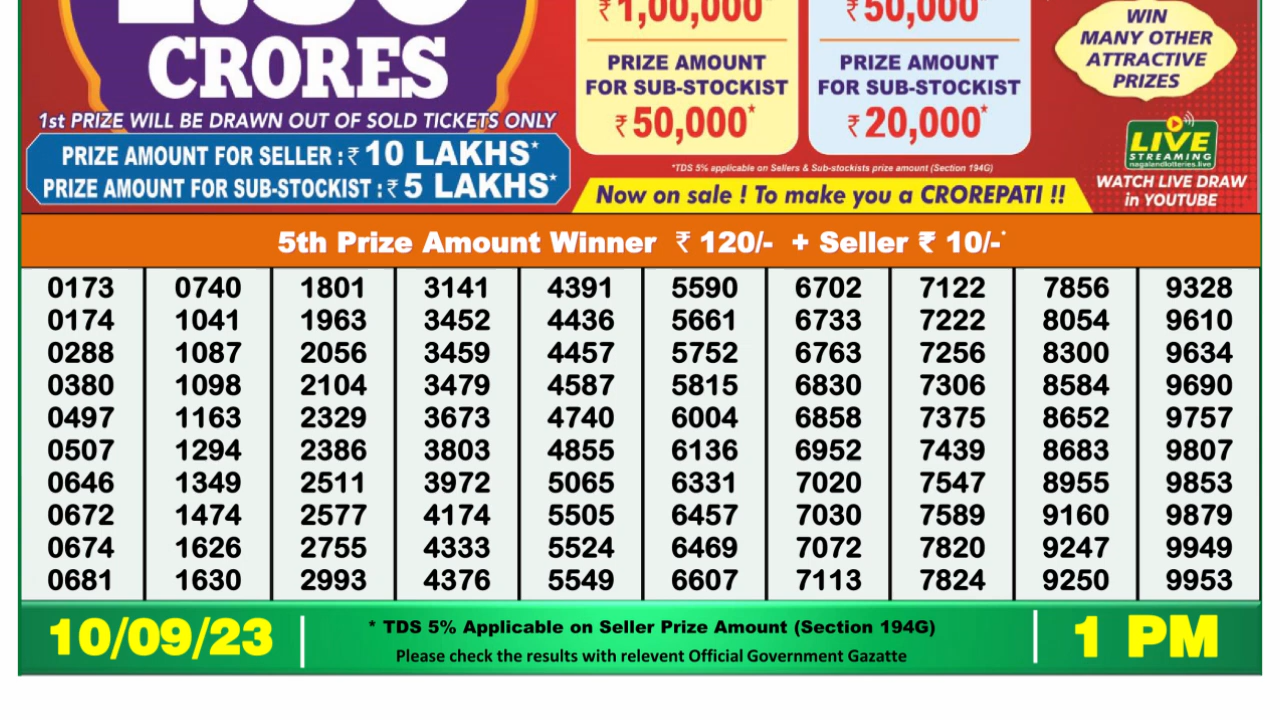 CRORES
1st PRIZE WILL BE DRAWN OUT OF SOLD TICKETS ONLY
PRIZE AMOUNT FOR SELLER : ₹ 10 LAKHS*
PRIZE AMOUNT FOR SUB-STOCKIST : ₹ 5 LAKHS*
₹1,00,000*
PRIZE AMOUNT
FOR SUB-STOCKIST
₹50,000*
₹50,000*
PRIZE AMOUNT
FOR SUB-STOCKIST
₹20,000*
*TDS 5% applicable on Sellers & Sub-stockists prize amount (Section 194G)
Now on sale ! To make you a CROREPATI !!
WIN
MANY OTHER
ATTRACTIVE
PRIZES
LIVE
STREAMING
nagalandlotteries.live
WATCH LIVE DRAW
in YOUTUBE
5th Prize Amount Winner ₹ 120/- + Seller ₹ 10/-*
0173 0740 1801 3141 4391 5590 6702 7122 7856 9328
0174 1041 1963 3452 4436 5661 6733 7222 8054 9610
0288 1087 2056 3459 4457 5752 6763 7256 8300 9634
0380 1098 2104 3479 4587 5815 6830 7306 8584 9690
0497 1163 2329 3673 4740 6004 6858 7375 8652 9757
0507 1294 2386 3803 4855 6136 6952 7439 8683 9807
0646 1349 2511 3972 5065 6331 7020 7547 8955 9853
0672 1474 2577 4174 5505 6457 7030 7589 9160 9879
0674 1626 2755 4333 5524 6469 7072 7820 9247 9949
0681 1630 2993 4376 5549 6607 7113 7824 9250 9953
10/09/23
* TDS 5% Applicable on Seller Prize Amount (Section 194G)
Please check the results with relevent Official Government Gazatte
1 PM